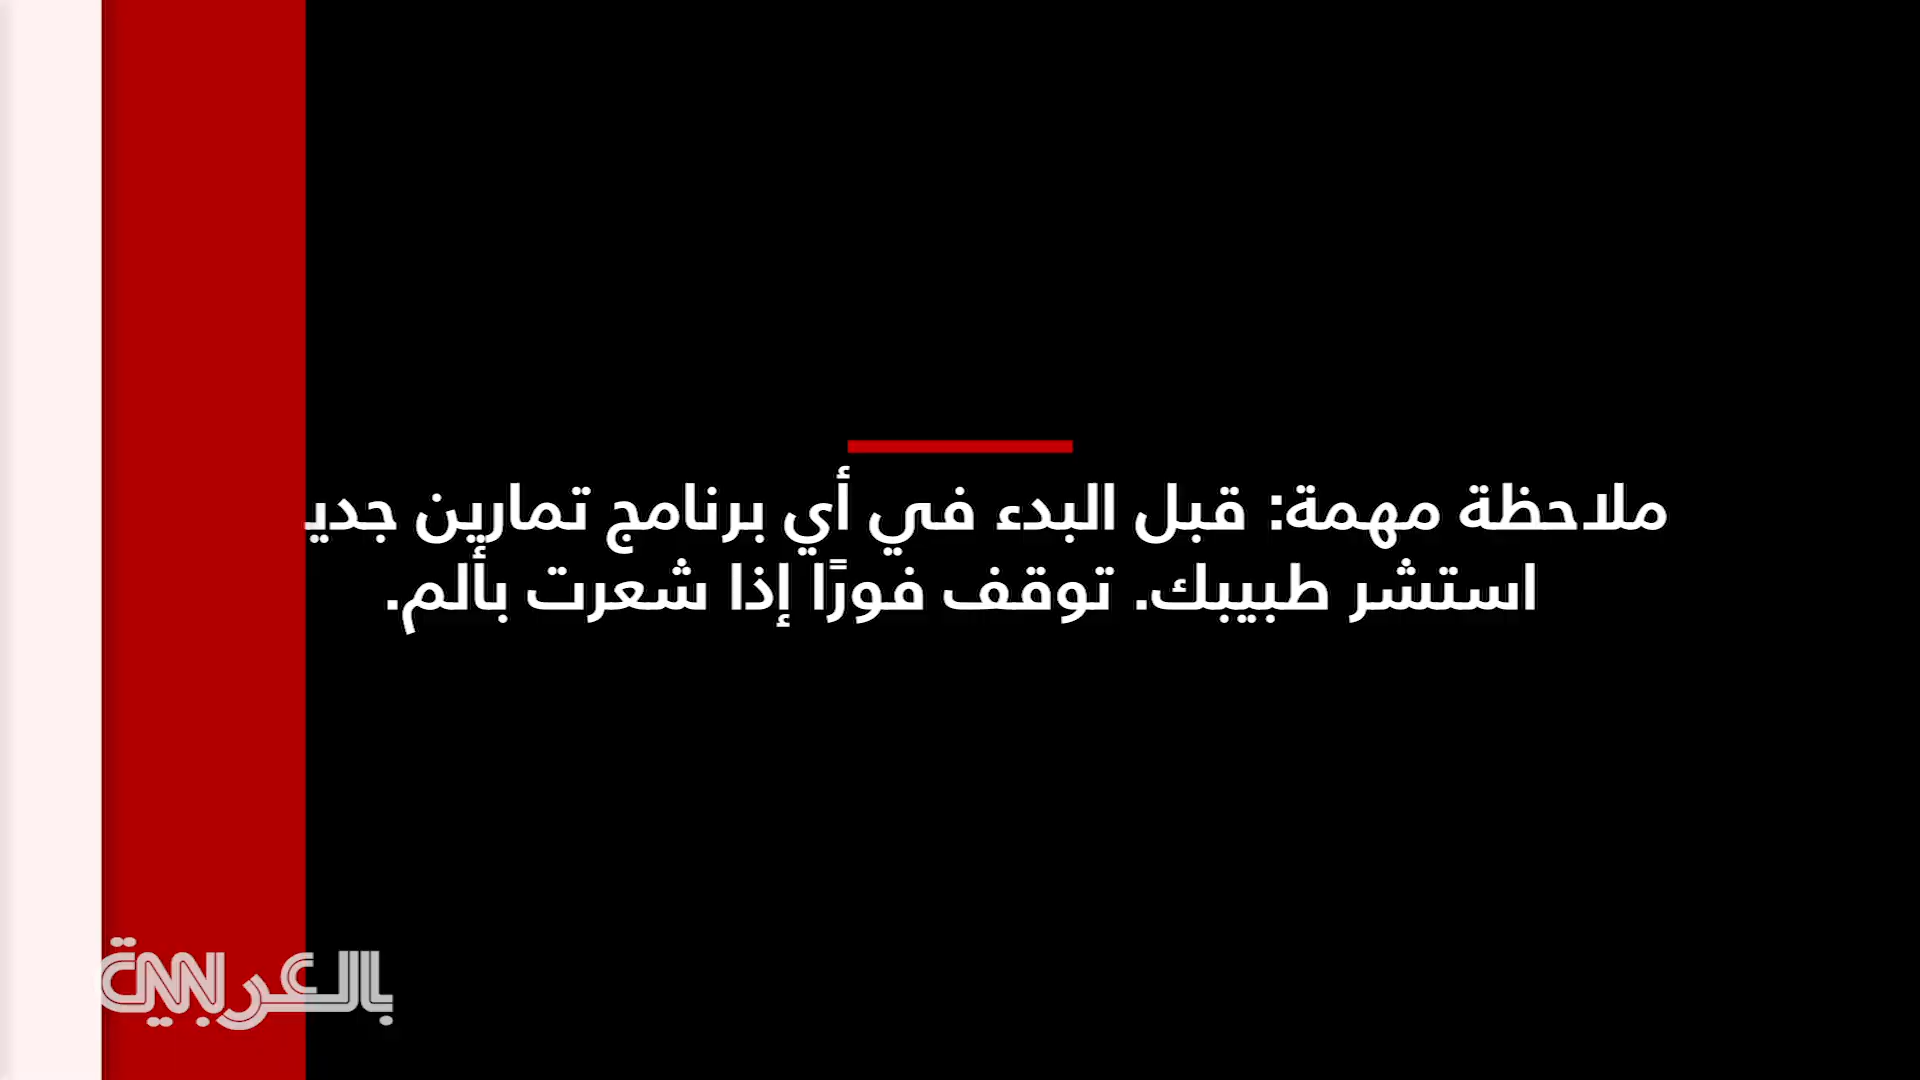 ملاحظة مهمة: قبل البدء في أي برنامج تمارين
استشر طبيبك. توقف فورًا إذا شعرت بألم.
CNN بالعربية